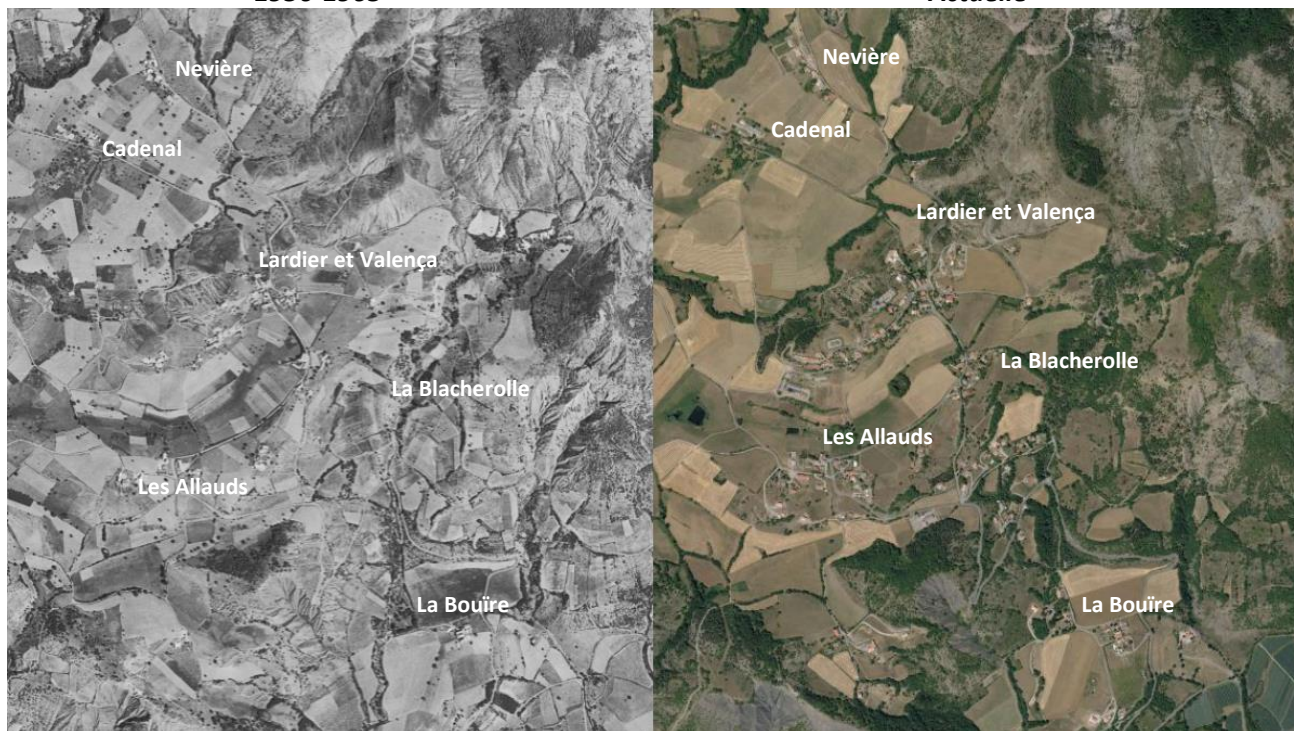 Nevière
Cadenal
Lardier et Valença
La Blacherolle
Les Allauds
La Bouïre
Nevière
Cadenal
Lardier et Valença
La Blacherolle
Les Allauds
La Bouïre